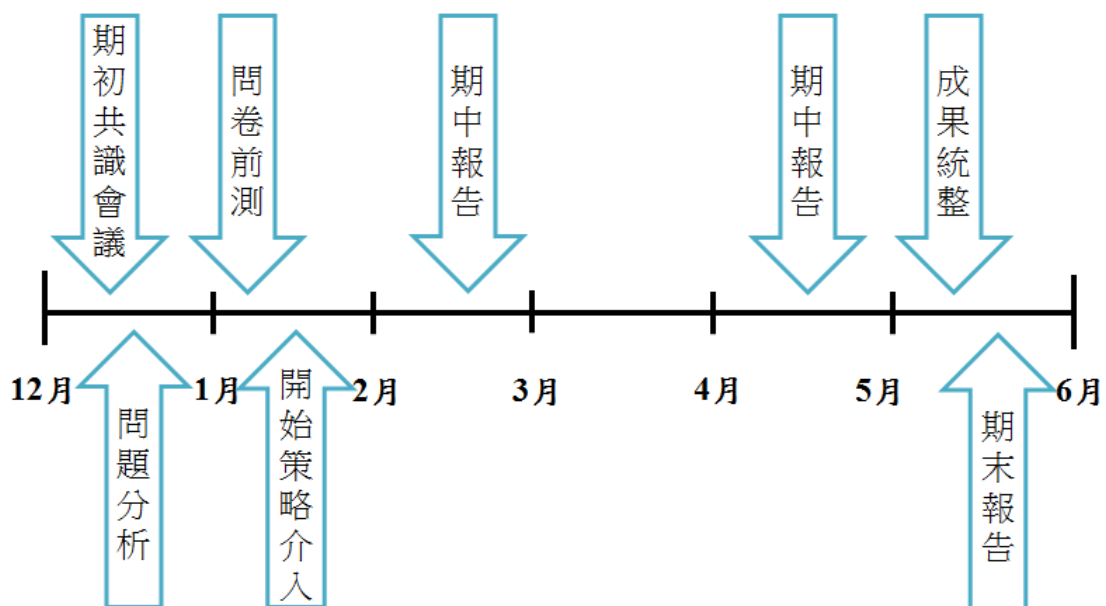 期初共識會議
問卷前測
期中報告
期中報告
成果統整
12月
1月
2月
3月
4月
5月
6月
問題分析
開始策略介入
期末報告